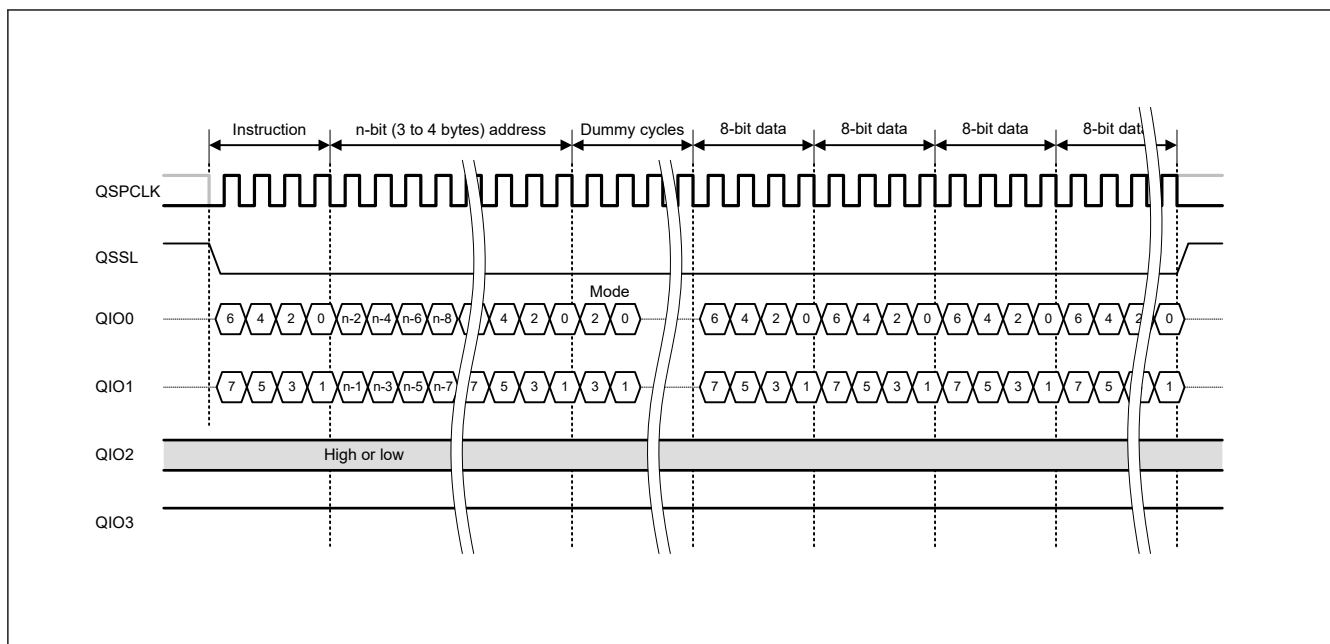 Instruction n-bit (3 to 4 bytes) address Dummy cycles 8-bit data 8-bit data 8-bit data 8-bit data
QSPCLK
QSSL
Mode
QIO0 6 4 2 0 n-2 n-4 n-6 n-8 4 2 0 2 0 6 4 2 0 6 4 2 0 6 4 2 0 6 4 2 0
QIO1 7 5 3 1 n-1 n-3 n-5 n-7 7 5 3 1 3 1 7 5 3 1 7 5 3 1 7 5 3 1 7 5 1
QIO2 High or low
QIO3